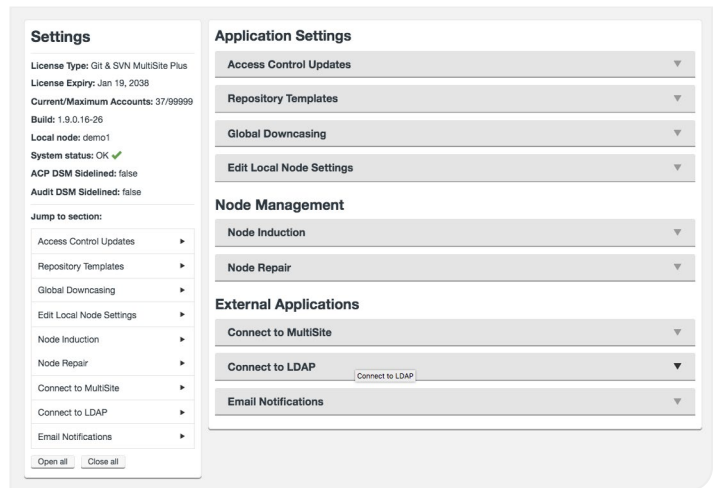 Settings
License Type: Git & SVN MultiSite Plus
License Expiry: Jan 19, 2038
Current/Maximum Accounts: 37/99999
Build: 1.9.0.16-26
Local node: demo1
System status: OK ✔
ACP DSM Sidelined: false
Audit DSM Sidelined: false
Jump to section:
Access Control Updates
Repository Templates
Global Downcasing
Edit Local Node Settings
Node Induction
Node Repair
Connect to MultiSite
Connect to LDAP
Email Notifications
Open all Close all
Application Settings
Access Control Updates
Repository Templates
Global Downcasing
Edit Local Node Settings
Node Management
Node Induction
Node Repair
External Applications
Connect to MultiSite
Connect to LDAP
Connect to LDAP
Email Notifications